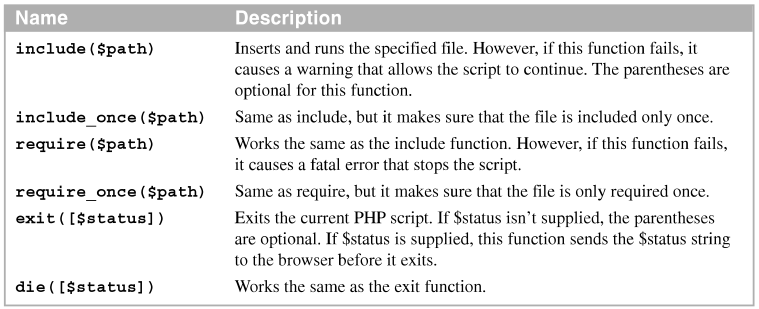 Name Description
include($path) Inserts and runs the specified file. However, if this function fails, it
causes a warning that allows the script to continue. The parentheses are
optional for this function.
include_once($path) Same as include, but it makes sure that the file is included only once.
require($path) Works the same as the include function. However, if this function fails,
it causes a fatal error that stops the script.
require_once($path) Same as require, but it makes sure that the file is only required once.
exit([$status]) Exits the current PHP script. If $status isn’t supplied, the parentheses
are optional. If $status is supplied, this function sends the $status string
to the browser before it exits.
die([$status]) Works the same as the exit function.